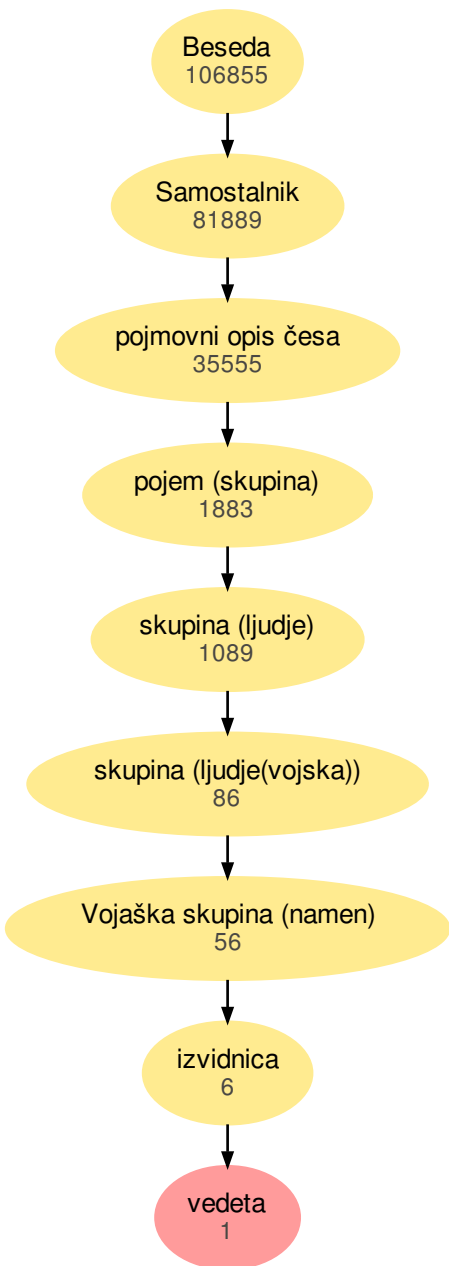 Beseda
106855
Samostalnik
81889
pojmovni opis česa
35555
pojem (skupina)
1883
skupina (ljudje)
1089
skupina (ljudje(vojska))
86
Vojaška skupina (namen)
56
izvidnica
6
vedeta
1